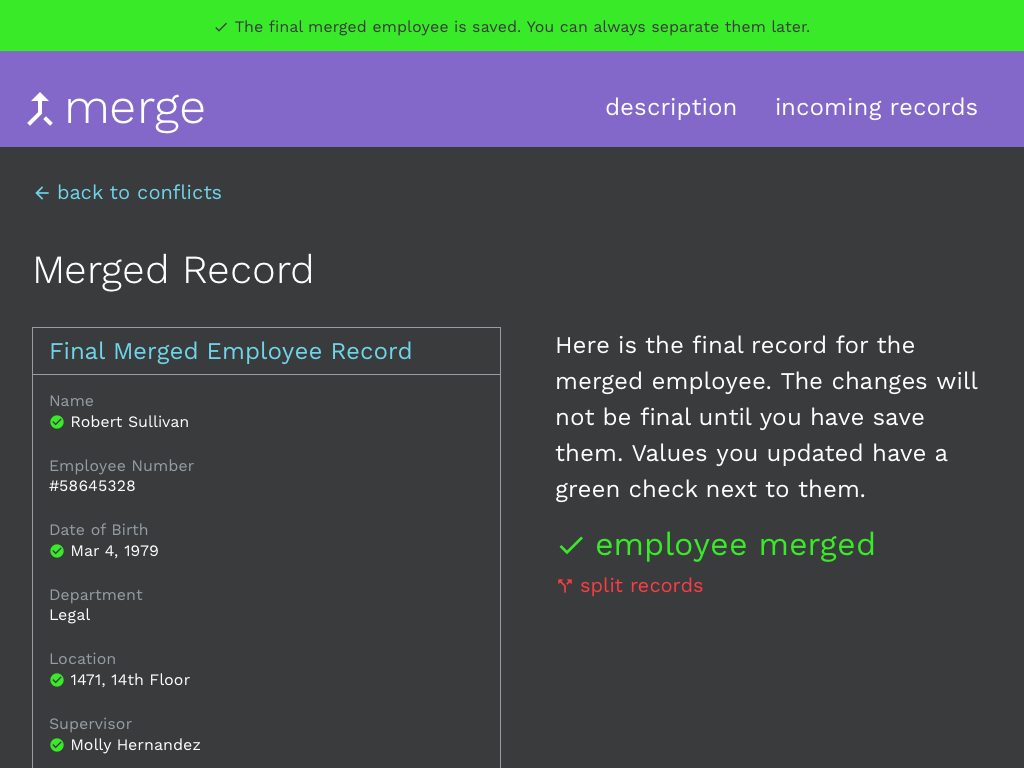 The final merged employee is saved. You can always separate them later.
merge
description
incoming records
back to conflicts
Merged Record
Final Merged Employee Record
Name
Robert Sullivan
Employee Number
#58645328
Date of Birth
Mar 4, 1979
Department
Legal
Location
1471, 14th Floor
Supervisor
Molly Hernandez
Here is the final record for the
merged employee. The changes will
not be final until you have save
them. Values you updated have a
green check next to them.
employee merged
split records